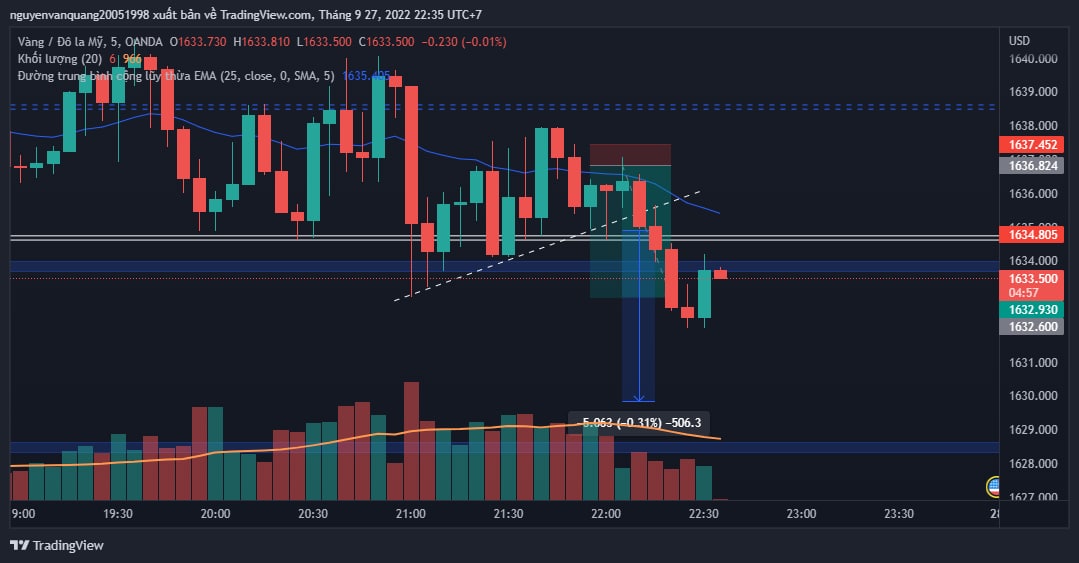 nguyenvanquang20051998 xuất bản về TradingView.com, Tháng 9 27, 2022 22:35 UTC+7
Vàng / Đô la Mỹ, 5, OANDA O1633.730 H1633.810 L1633.500 C1633.500 −0.230 (−0.01%)
Khối lượng (20) 6 966
Đường trung bình cộng lũy thừa EMA (25, close, 0, SMA, 5) 1635.405
USD
1640.000
1639.000
1638.000
1637.452
1636.824
1636.000
1634.805
1634.000
1633.500
04:57
1632.930
1632.600
1631.000
1630.000
−5.063 (−0.31%) −506.3
1629.000
1628.000
1627.000
9:00 19:30 20:00 20:30 21:00 21:30 22:00 22:30 23:00 23:30 28
TradingView